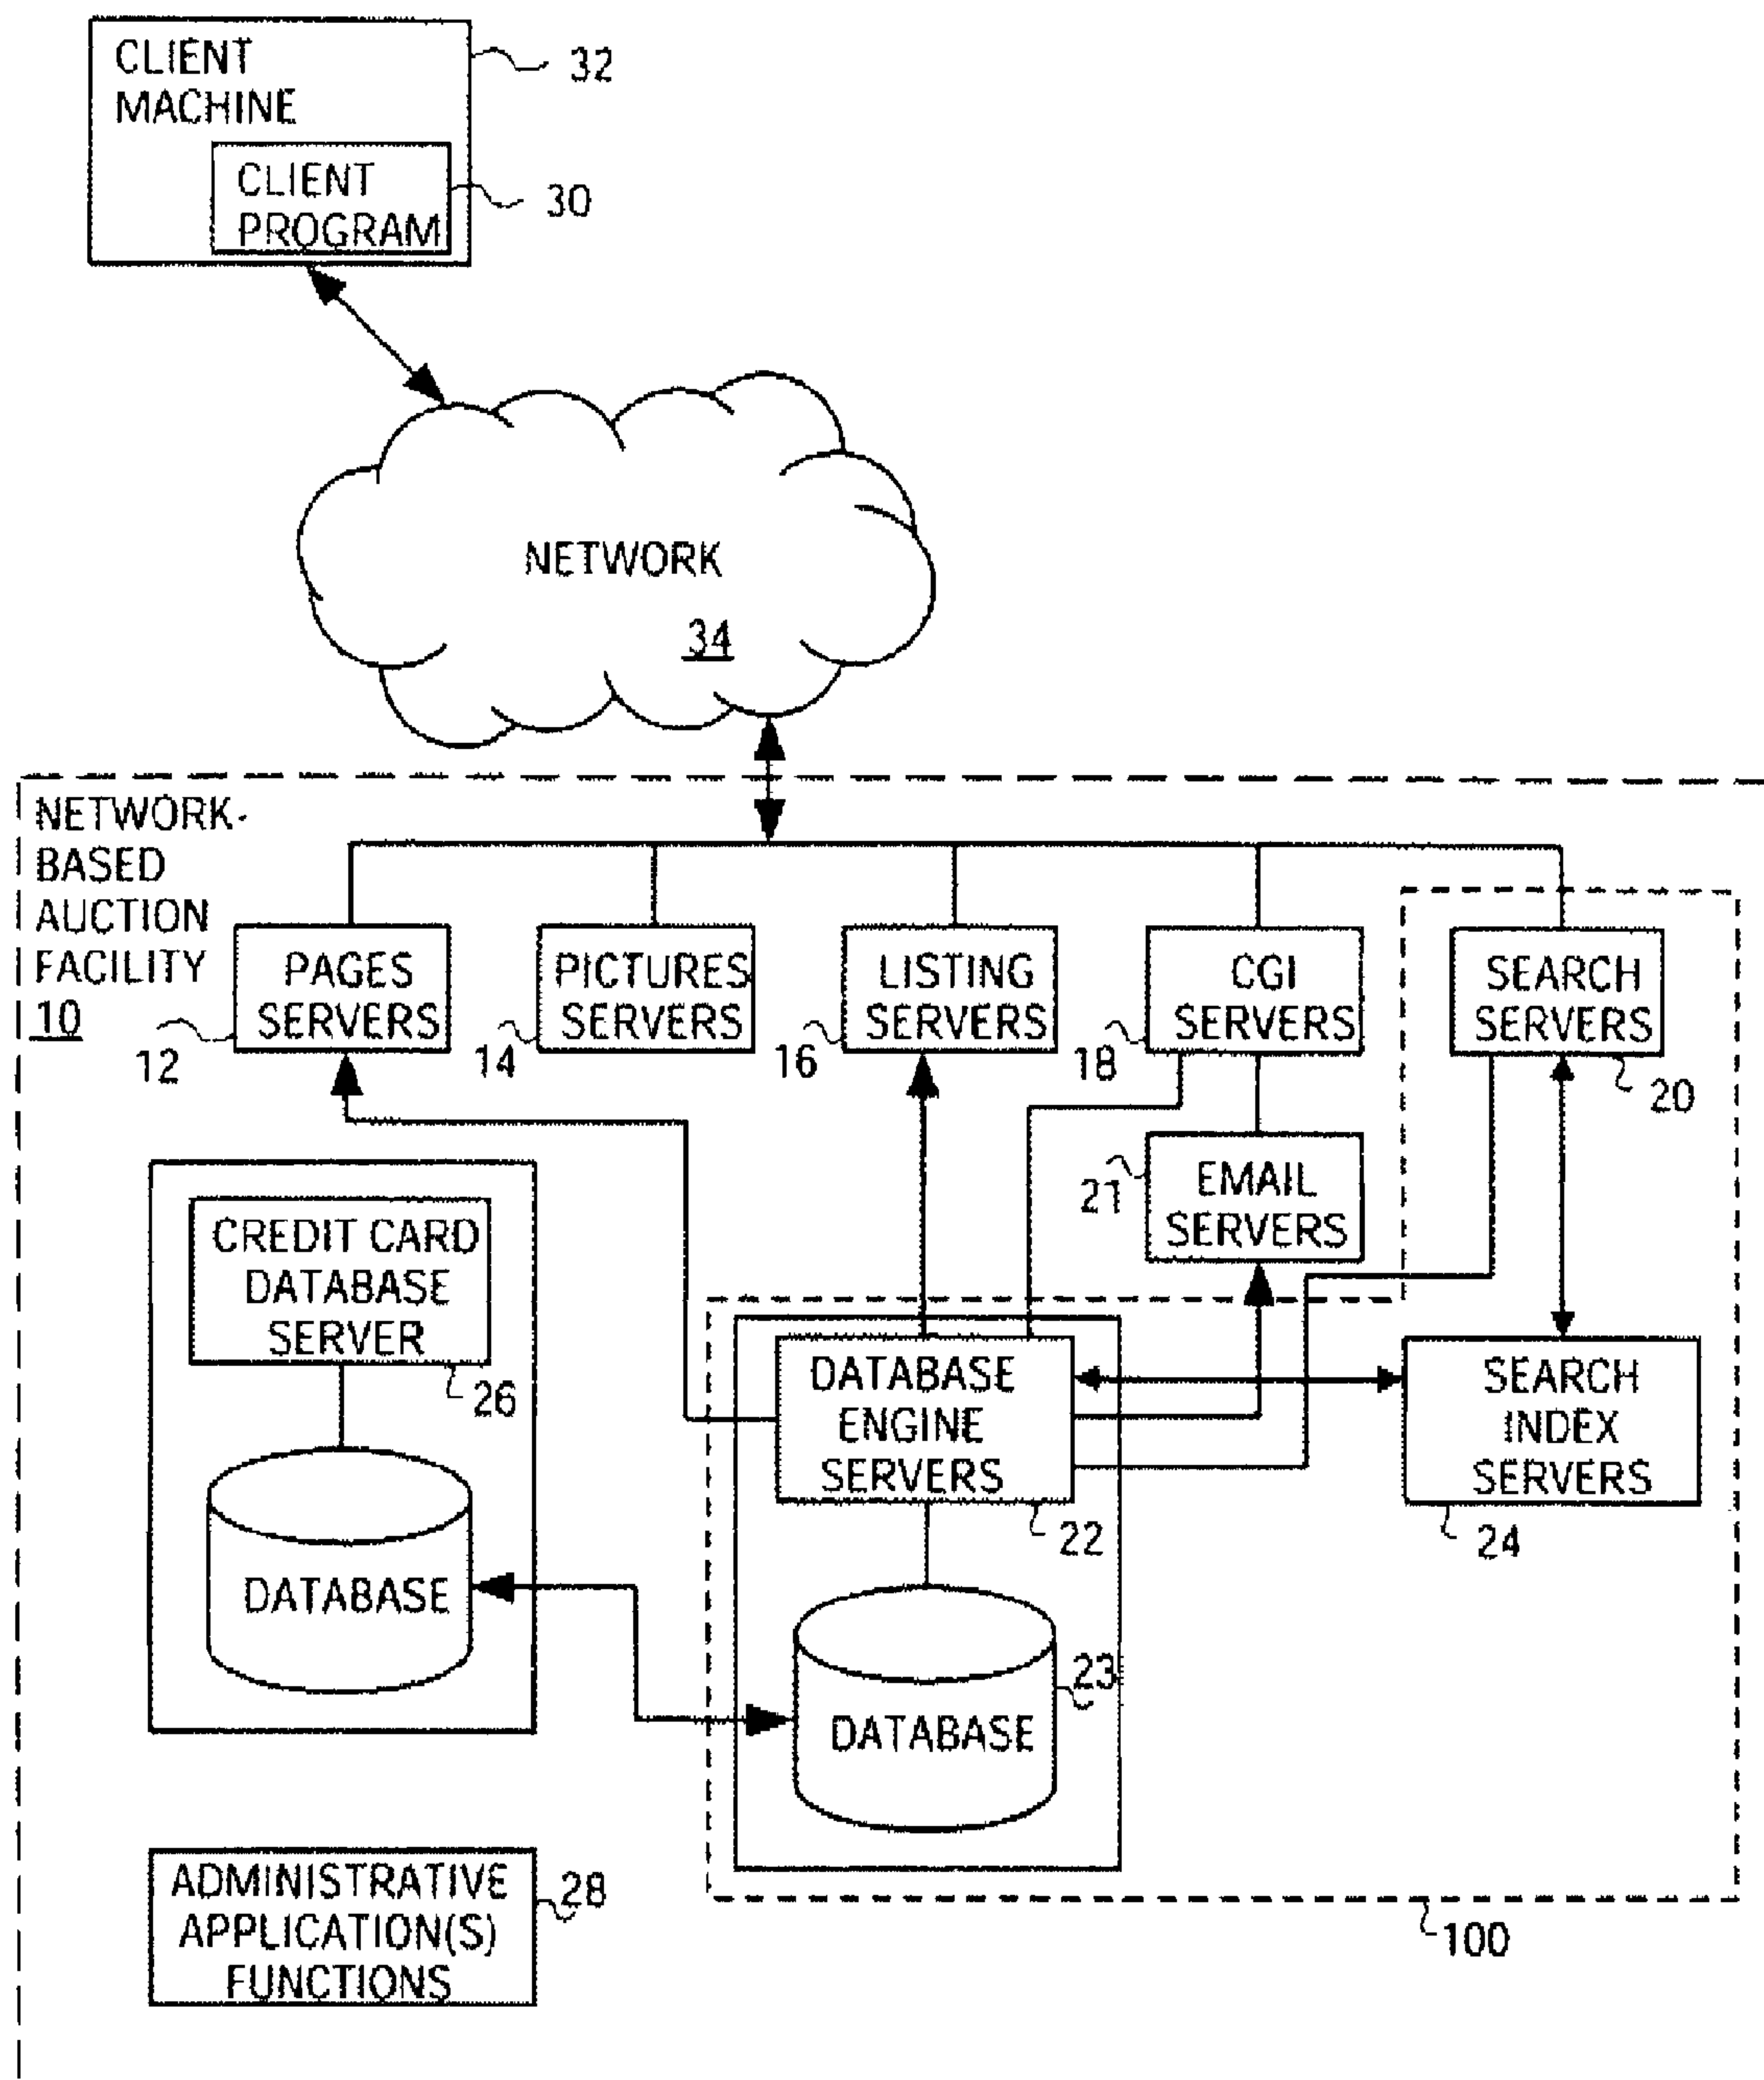 CLIENT
MACHINE
32
CLIENT
PROGRAM
30
NETWORK
34
NETWORK-
BASED
AUCTION
FACILITY
10
PAGES
SERVERS
12
PICTURES
SERVERS
14
LISTING
SERVERS
16
CGI
SERVERS
18
SEARCH
SERVERS
20
EMAIL
SERVERS
21
CREDIT CARD
DATABASE
SERVER
26
DATABASE
ENGINE
SERVERS
22
SEARCH
INDEX
SERVERS
24
DATABASE
DATABASE
23
ADMINISTRATIVE
APPLICATION(S)
FUNCTIONS
28
100